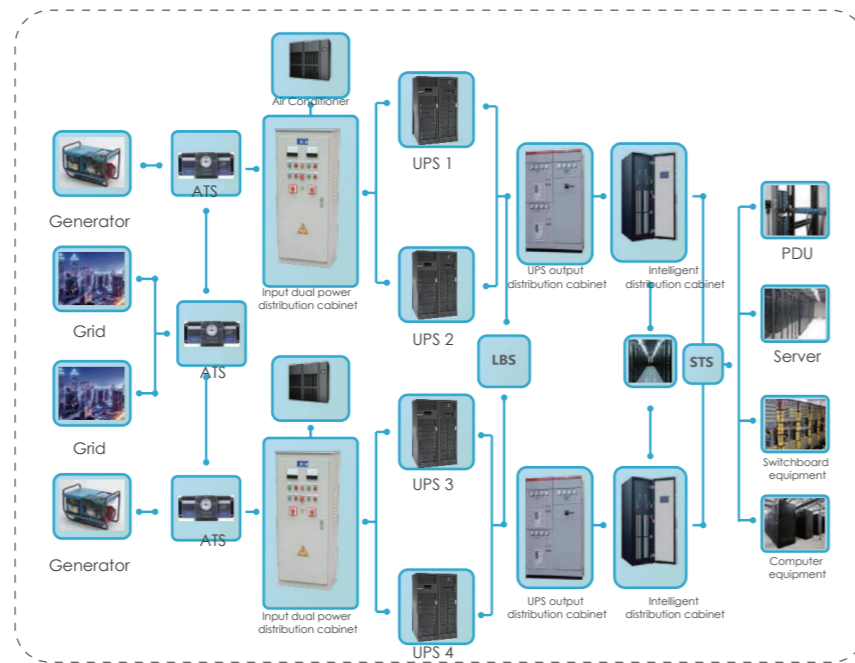 Air Conditioner
UPS 1
ATS
Generator
PDU
UPS output
distribution cabinet
Intelligent
distribution cabinet
Input dual power
distribution cabinet
UPS 2
Grid
LBS
STS
Server
ATS
Grid
Switchboard
equipment
UPS 3
ATS
Generator
Computer
equipment
UPS output
distribution cabinet
Intelligent
distribution cabinet
Input dual power
distribution cabinet
UPS 4